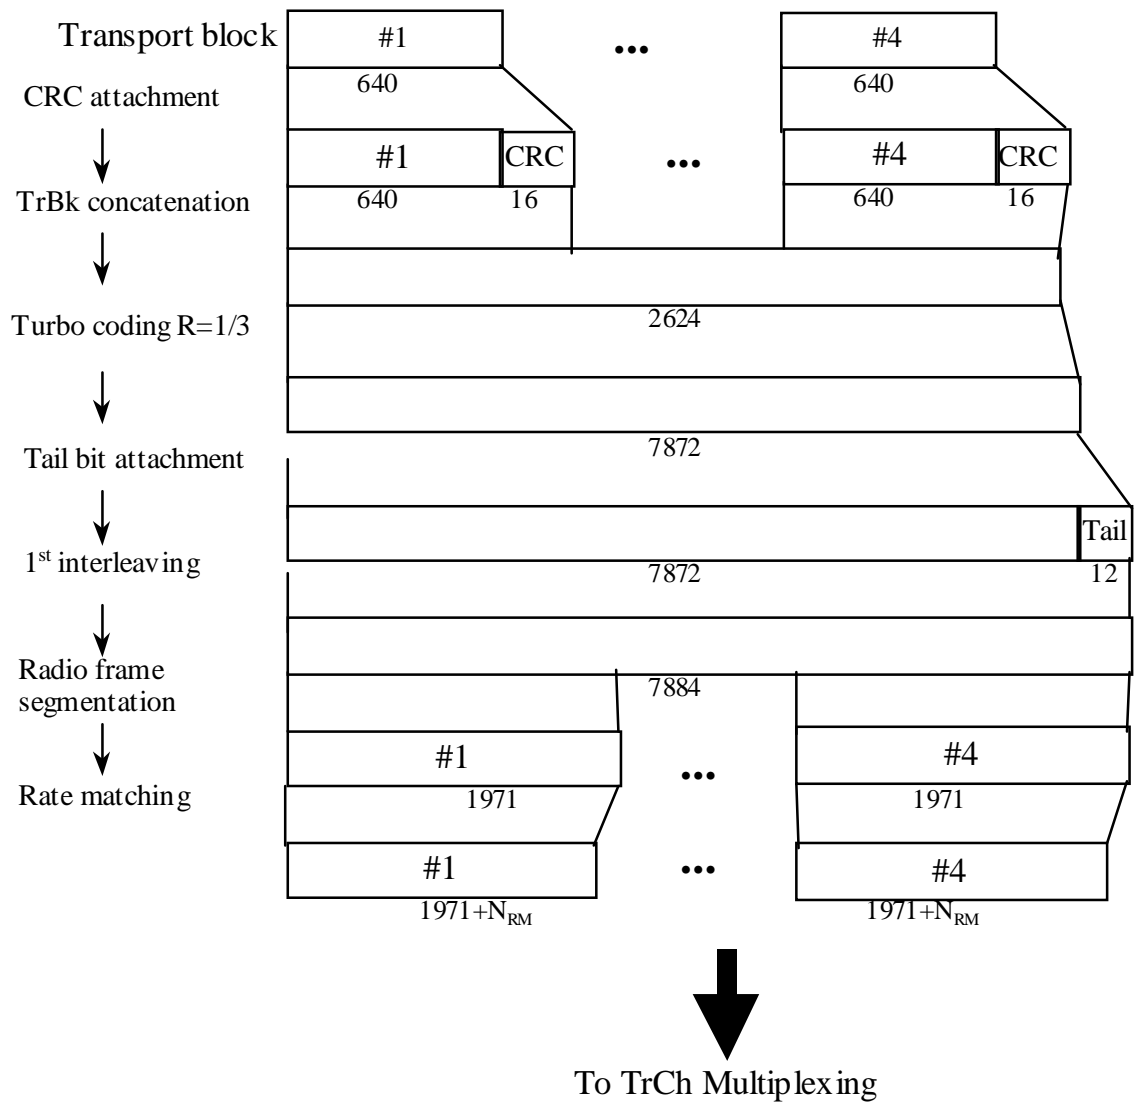 Transport block
#1
...
#4
640
640
CRC attachment
#1
CRC
...
#4
CRC
640
16
640
16
TrBk concatenation
2624
Turbo coding R=1/3
7872
Tail bit attachment
Tail
7872
12
1st interleaving
7884
Radio frame
segmentation
#1
...
#4
1971
1971
Rate matching
#1
...
#4
1971+NRM
1971+NRM
To TrCh Multiplexing